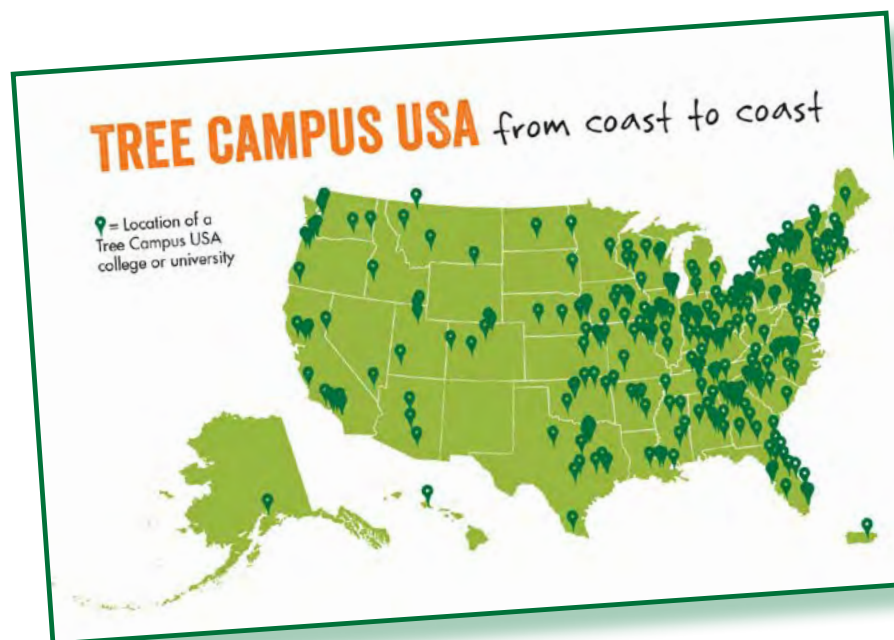 TREE CAMPUS USA from coast to coast
= Location of a
Tree Campus USA
college or university